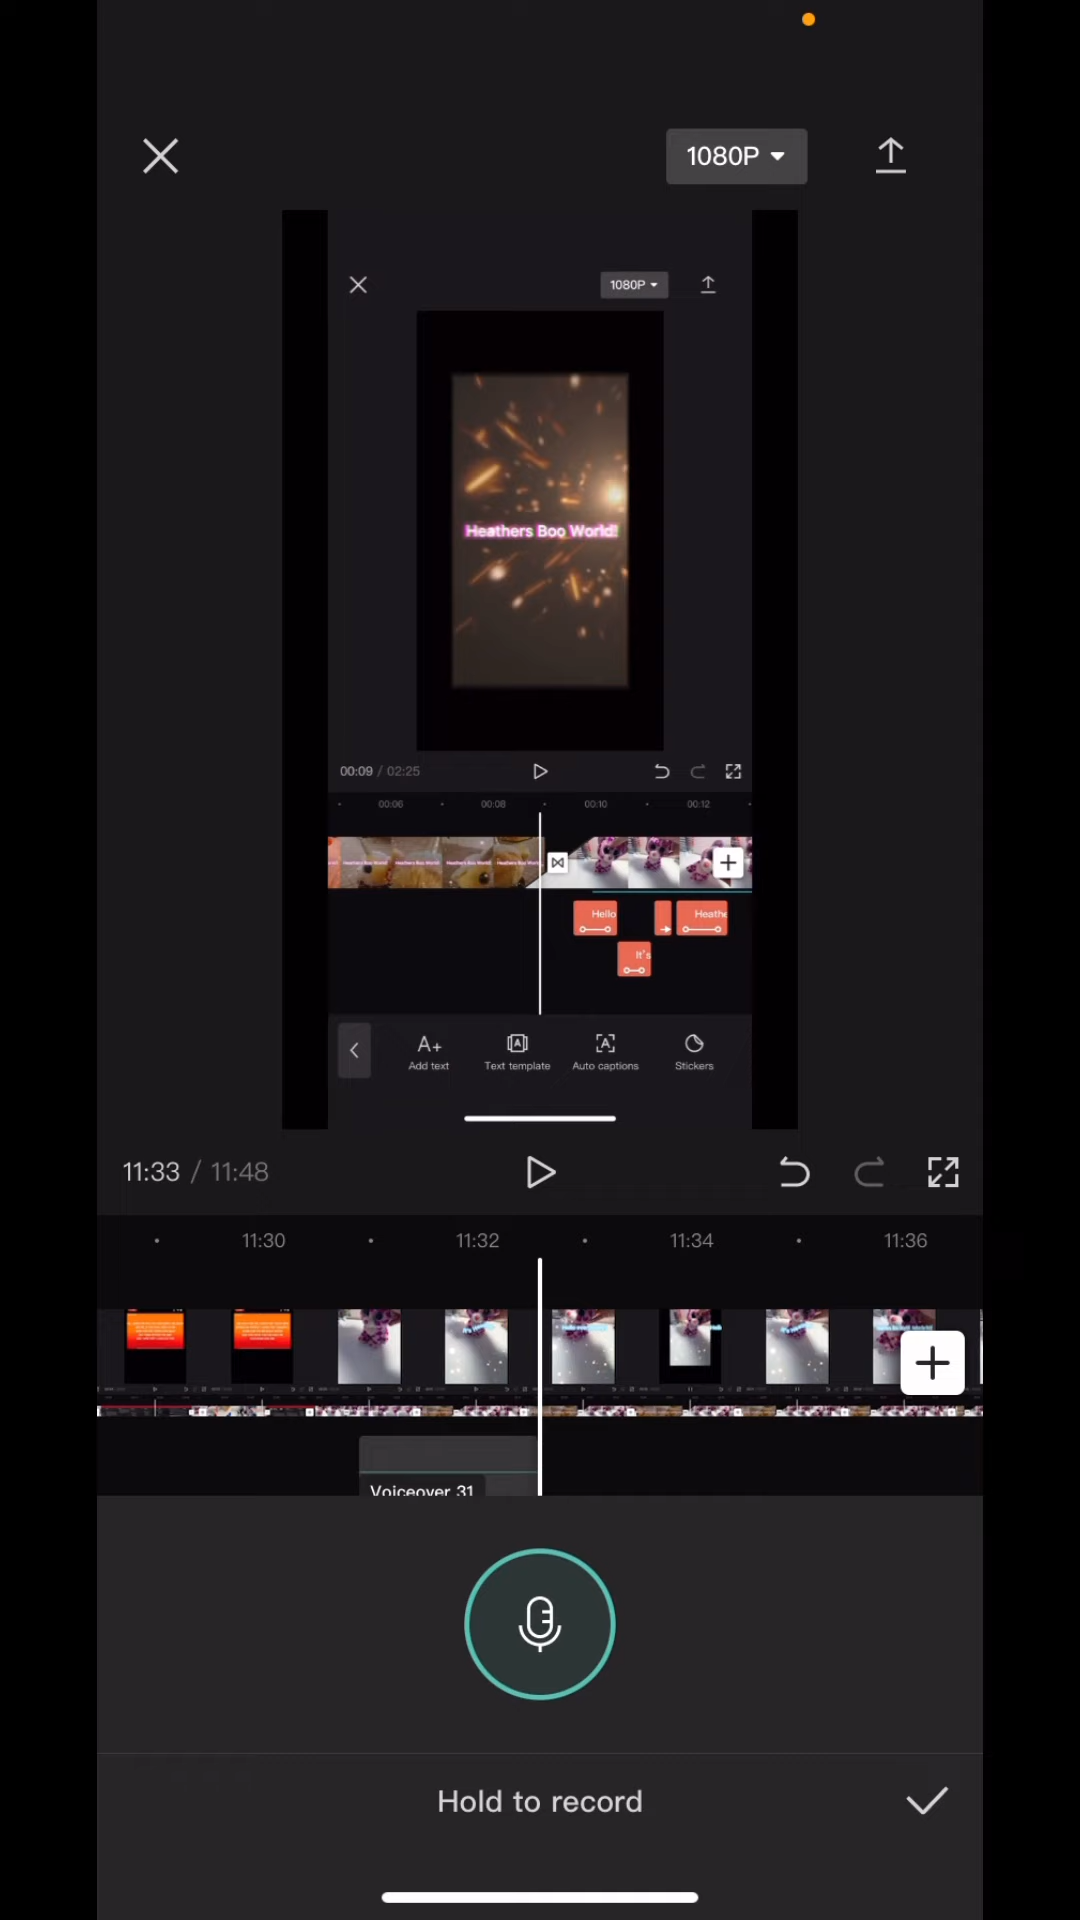 1080P
1080P
Heathers Boo World!
00:09 / 02:25
00:06 00:08 00:10 00:12
Hello Heathe
It's
Add text Text template Auto captions Stickers
11:33 / 11:48
11:30 11:32 11:34 11:36
Voiceover 31
Hold to record